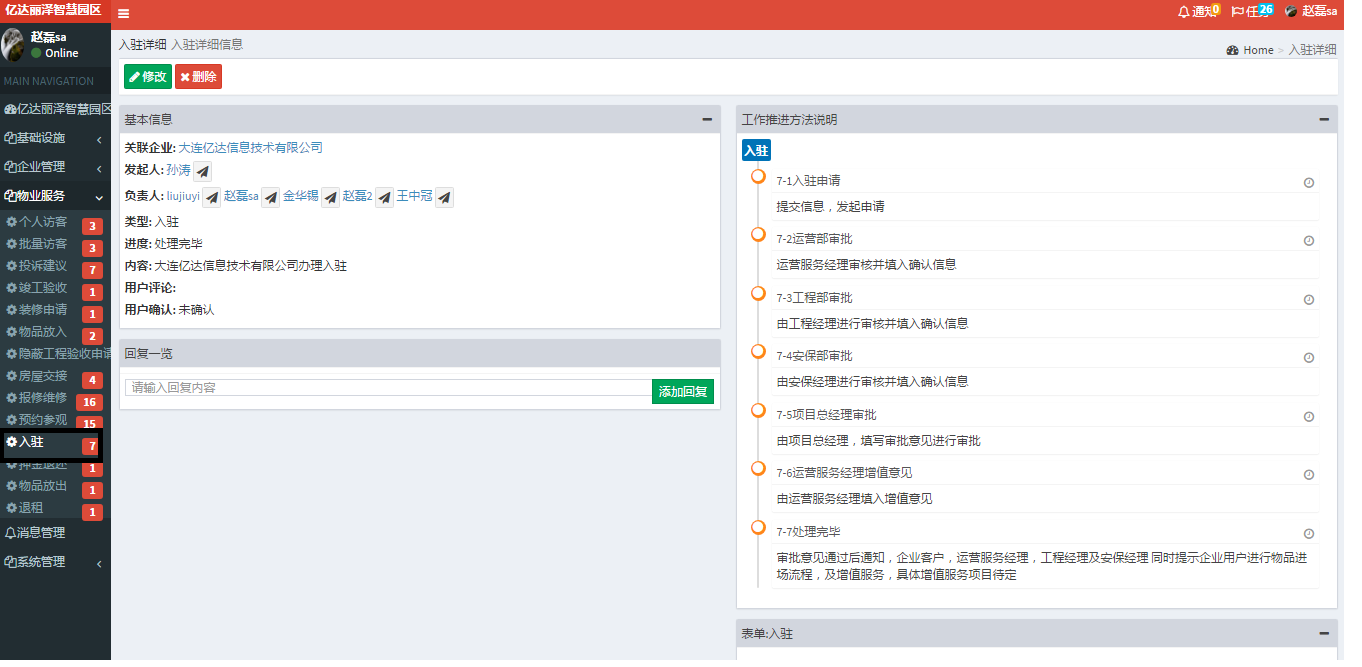 亿达丽泽智慧园区
通知 0 任务 26 赵磊sa
赵磊sa
Online
MAIN NAVIGATION
亿达丽泽智慧园区
基础设施
企业管理
物业服务
个人访客 3
批量访客 3
投诉建议 7
竣工验收 1
装修申请 1
物品放入 2
隐蔽工程验收申请
房屋交接 4
报修维修 16
预约参观 15
入驻 7
押金退还 1
物品放出 1
退租 1
消息管理
系统管理
入驻详细 入驻详细信息
Home > 入驻详细
修改 删除
基本信息
关联企业: 大连亿达信息技术有限公司
发起人: 孙涛
负责人: liujiuyi 赵磊sa 金华锡 赵磊2 王中冠
类型: 入驻
进度: 处理完毕
内容: 大连亿达信息技术有限公司办理入驻
用户评论:
用户确认: 未确认
回复一览
请输入回复内容 添加回复
工作推进方法说明
入驻
7-1入驻申请
提交信息，发起申请
7-2运营部审批
运营服务经理审核并填入确认信息
7-3工程部审批
由工程经理进行审核并填入确认信息
7-4安保部审批
由安保经理进行审核并填入确认信息
7-5项目总经理审批
由项目总经理，填写审批意见进行审批
7-6运营服务经理增值意见
由运营服务经理填入增值意见
7-7处理完毕
审批意见通过后通知，企业客户，运营服务经理，工程经理及安保经理 同时提示企业用户进行物品进
场流程，及增值服务，具体增值服务项目待定
表单:入驻